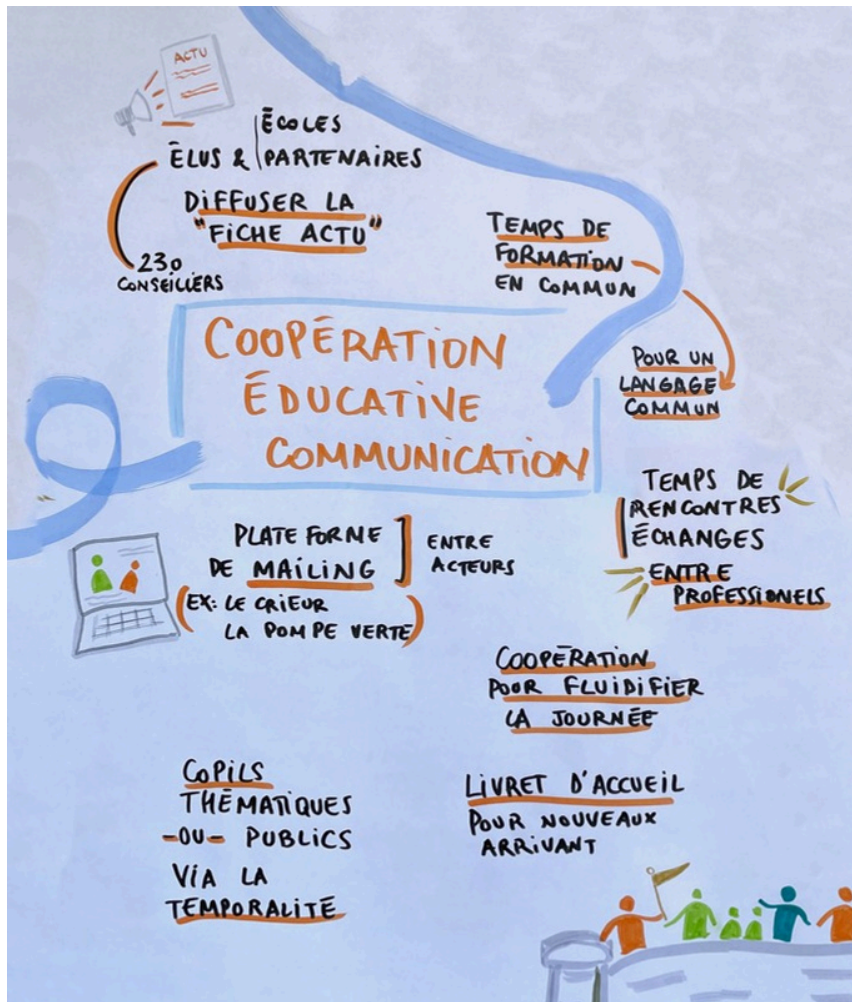 ACTU
ÉCOLES
ÉLUS & PARTENAIRES
DIFFUSER LA
"FICHE ACTU"
230
CONSEILLERS
TEMPS DE
FORMATION
EN COMMUN
POUR UN
LANGAGE
COMMUN
COOPÉRATION
ÉDUCATIVE
COMMUNICATION
TEMPS DE
RENCONTRES
ÉCHANGES
ENTRE
PROFESSIONELS
PLATE FORME
DE MAILING
ENTRE
ACTEURS
(EX: LE CRIEUR
LA POMPE VERTE)
COOPÉRATION
POUR FLUIDIFIER
LA JOURNÉE
COPILS
THÉMATIQUES
-OU- PUBLICS
VIA LA
TEMPORALITÉ
LIVRET D'ACCUEIL
POUR NOUVEAUX
ARRIVANT